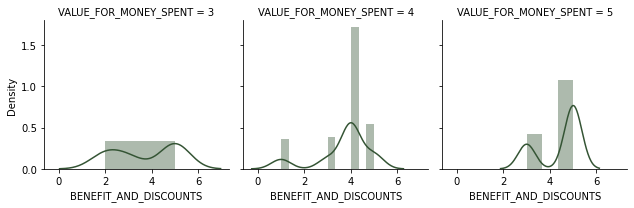 VALUE_FOR_MONEY_SPENT = 3 VALUE_FOR_MONEY_SPENT = 4 VALUE_FOR_MONEY_SPENT = 5
Density
1.5
1.0
0.5
0.0
0 2 4 6 0 2 4 6 0 2 4 6
BENEFIT_AND_DISCOUNTS BENEFIT_AND_DISCOUNTS BENEFIT_AND_DISCOUNTS